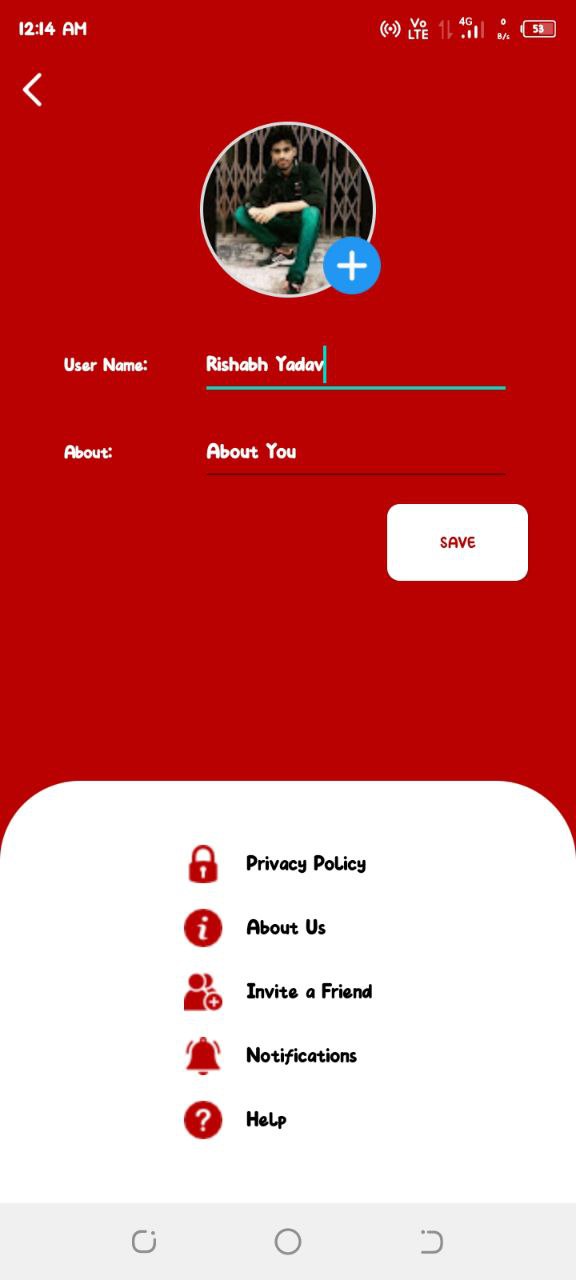 12:14 AM Vo LTE 4G 0 B/s 53
User Name: Rishabh Yadav
About: About You
SAVE
Privacy Policy
About Us
Invite a Friend
Notifications
Help